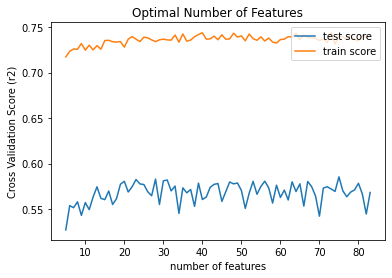 Optimal Number of Features
test score
train score
Cross Validation Score (r2)
0.75
0.70
0.65
0.60
0.55
10 20 30 40 50 60 70 80
number of features